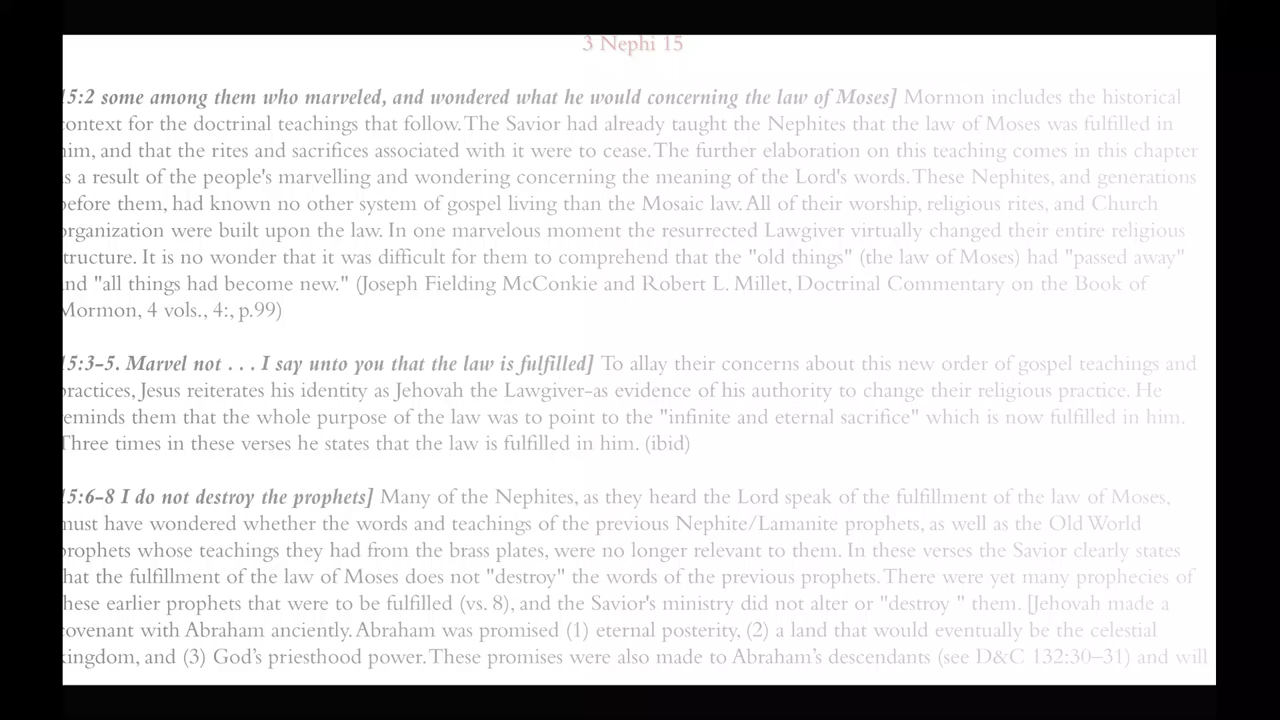 3 Nephi 15
15:2 some among them who marveled, and wondered what he would concerning the law of Moses] Mormon includes the historical
context for the doctrinal teachings that follow. The Savior had already taught the Nephites that the law of Moses was fulfilled in
him, and that the rites and sacrifices associated with it were to cease. The further elaboration on this teaching comes in this chapter
as a result of the people's marvelling and wondering concerning the meaning of the Lord's words. These Nephites, and generations
before them, had known no other system of gospel living than the Mosaic law. All of their worship, religious rites, and Church
organization were built upon the law. In one marvelous moment the resurrected Lawgiver virtually changed their entire religious
structure. It is no wonder that it was difficult for them to comprehend that the "old things" (the law of Moses) had "passed away"
and "all things had become new." (Joseph Fielding McConkie and Robert L. Millet, Doctrinal Commentary on the Book of
Mormon, 4 vols., 4:, p.99)
15:3-5. Marvel not . . . I say unto you that the law is fulfilled] To allay their concerns about this new order of gospel teachings and
practices, Jesus reiterates his identity as Jehovah the Lawgiver-as evidence of his authority to change their religious practice. He
reminds them that the whole purpose of the law was to point to the "infinite and eternal sacrifice" which is now fulfilled in him.
Three times in these verses he states that the law is fulfilled in him. (ibid)
15:6-8 I do not destroy the prophets] Many of the Nephites, as they heard the Lord speak of the fulfillment of the law of Moses,
must have wondered whether the words and teachings of the previous Nephite/Lamanite prophets, as well as the Old World
prophets whose teachings they had from the brass plates, were no longer relevant to them. In these verses the Savior clearly states
that the fulfillment of the law of Moses does not "destroy" the words of the previous prophets. There were yet many prophecies of
these earlier prophets that were to be fulfilled (vs. 8), and the Savior's ministry did not alter or "destroy " them. [Jehovah made a
covenant with Abraham anciently. Abraham was promised (1) eternal posterity, (2) a land that would eventually be the celestial
kingdom, and (3) God's priesthood power. These promises were also made to Abraham's descendants (see D&C 132:30–31) and will